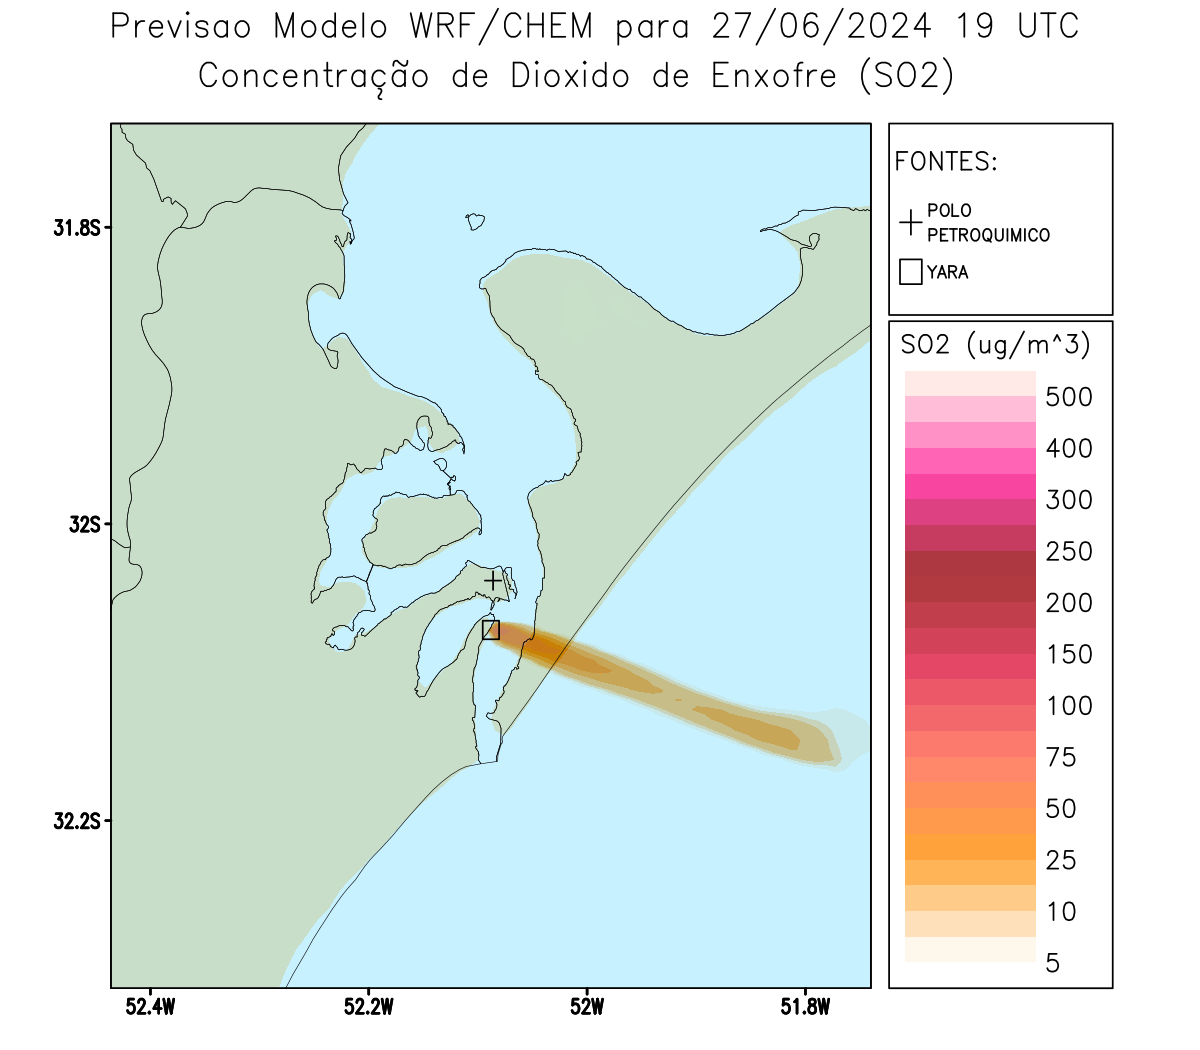 Previsao Modelo WRF/CHEM para 27/06/2024 19 UTC
Concentração de Dioxido de Enxofre (SO2)
FONTES:
POLO
PETROQUIMICO
YARA
SO2 (ug/m^3)
500
400
300
250
200
150
100
75
50
25
10
5
31.8S
32S
32.2S
52.4W
52.2W
52W
51.8W